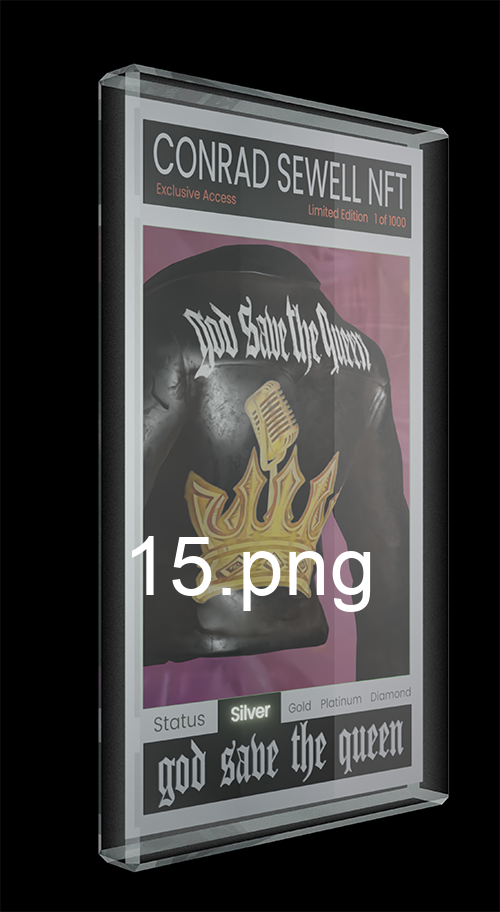 CONRAD SEWELL NFT
Exclusive Access
Limited Edition 1 of 1000
god Save the Queen
15.png
Status Silver Gold Platinum Diamond
god save the queen